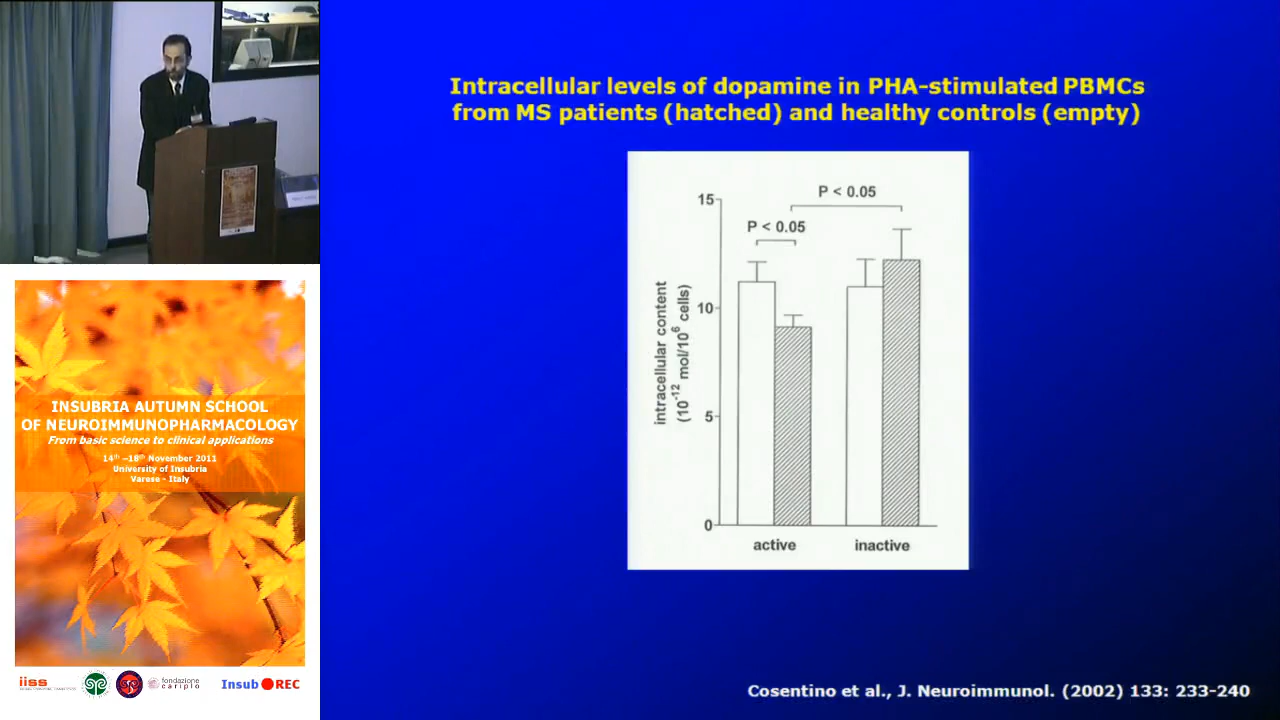 Intracellular levels of dopamine in PHA-stimulated PBMCs
from MS patients (hatched) and healthy controls (empty)
15
10
5
0
intracellular content
(10-12 mol/106 cells)
P < 0.05
P < 0.05
active
inactive
Cosentino et al., J. Neuroimmunol. (2002) 133: 233-240
INSUBRIA AUTUMN SCHOOL
OF NEUROIMMUNOPHARMACOLOGY
From basic science to clinical applications
14th –18th November 2011
University of Insubria
Varese - Italy
iiss
fondazione
cariplo
Insub REC